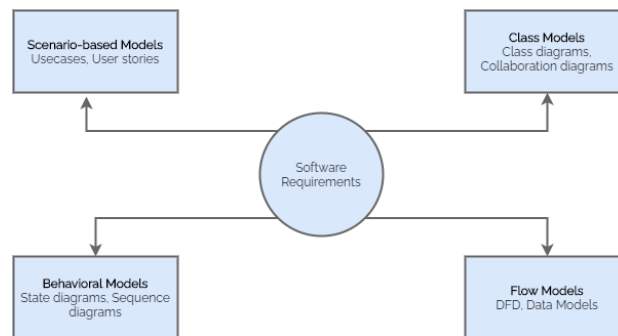 Scenario-based Models
Usecases, User stories
Class Models
Class diagrams,
Collaboration diagrams
Software
Requirements
Behavioral Models
State diagrams, Sequence
diagrams
Flow Models
DFD, Data Models